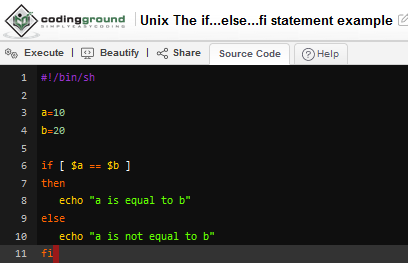 codingground
SIMPLYEASYCODING
Unix The if...else...fi statement example
Execute | Beautify | Share Source Code Help
1 #!/bin/sh
2
3 a=10
4 b=20
5
6 if [ $a == $b ]
7 then
8 echo "a is equal to b"
9 else
10 echo "a is not equal to b"
11 fi